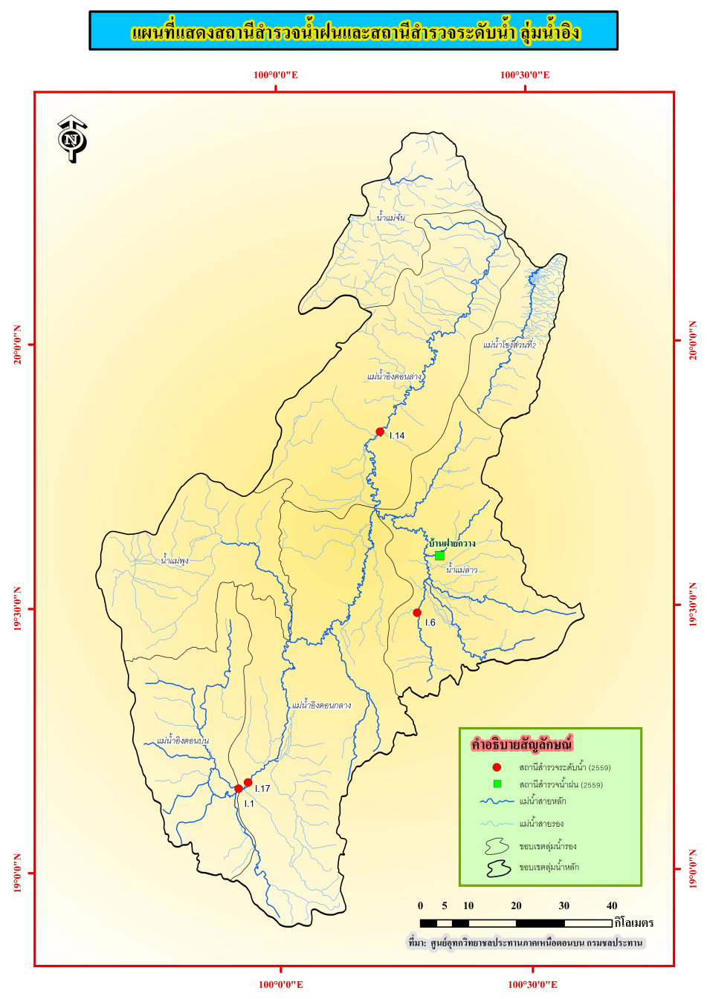 แผนที่แสดงสถานีสำรวจน้ำฝนและสถานีสำรวจระดับน้ำ ลุ่มน้ำอิง
100°0'0"E
100°30'0"E
N
น้ำแม่จัน
20°0'0"N
แม่น้ำโขงส่วนที่2
20°0'0"N
แม่น้ำอิงตอนล่าง
I.14
บ้านฝายกวาง
น้ำแม่พุง
น้ำแม่ลาว
19°30'0"N
19°30'0"N
I.6
แม่น้ำอิงตอนกลาง
แม่น้ำอิงตอนบน
I.17
I.1
คำอธิบายสัญลักษณ์
สถานีสำรวจระดับน้ำ (2559)
สถานีสำรวจน้ำฝน (2559)
แม่น้ำสายหลัก
แม่น้ำสายรอง
ขอบเขตลุ่มน้ำรอง
ขอบเขตลุ่มน้ำหลัก
19°0'0"N
19°0'0"N
0 5 10 20 30 40
กิโลเมตร
ที่มา: ศูนย์อุทกวิทยาชลประทานภาคเหนือตอนบน กรมชลประทาน
100°0'0"E
100°30'0"E